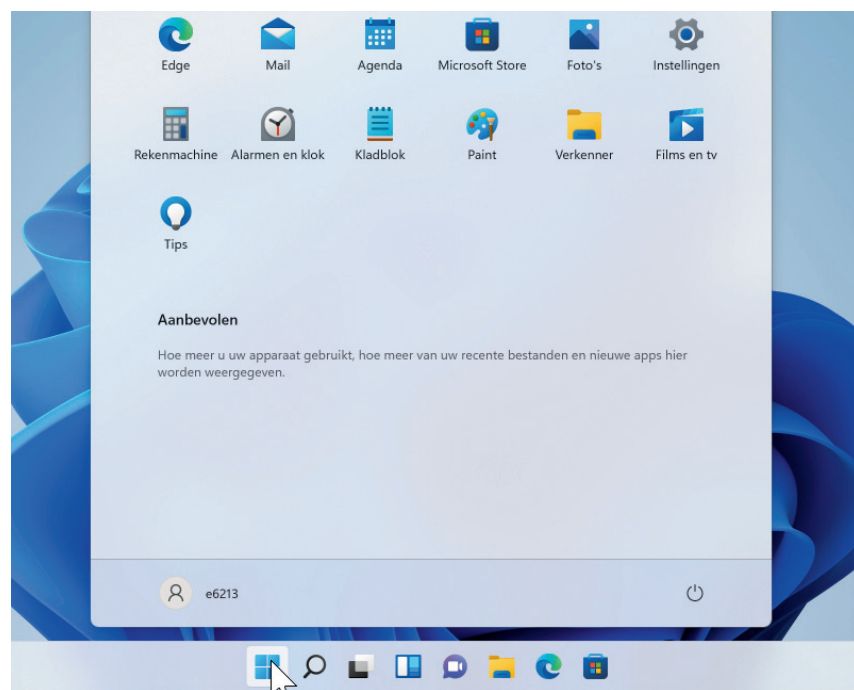 Edge Mail Agenda Microsoft Store Foto's Instellingen
Rekenmachine Alarmen en klok Kladblok Paint Verkenner Films en tv
Tips
Aanbevolen
Hoe meer u uw apparaat gebruikt, hoe meer van uw recente bestanden en nieuwe apps hier
worden weergegeven.
e6213